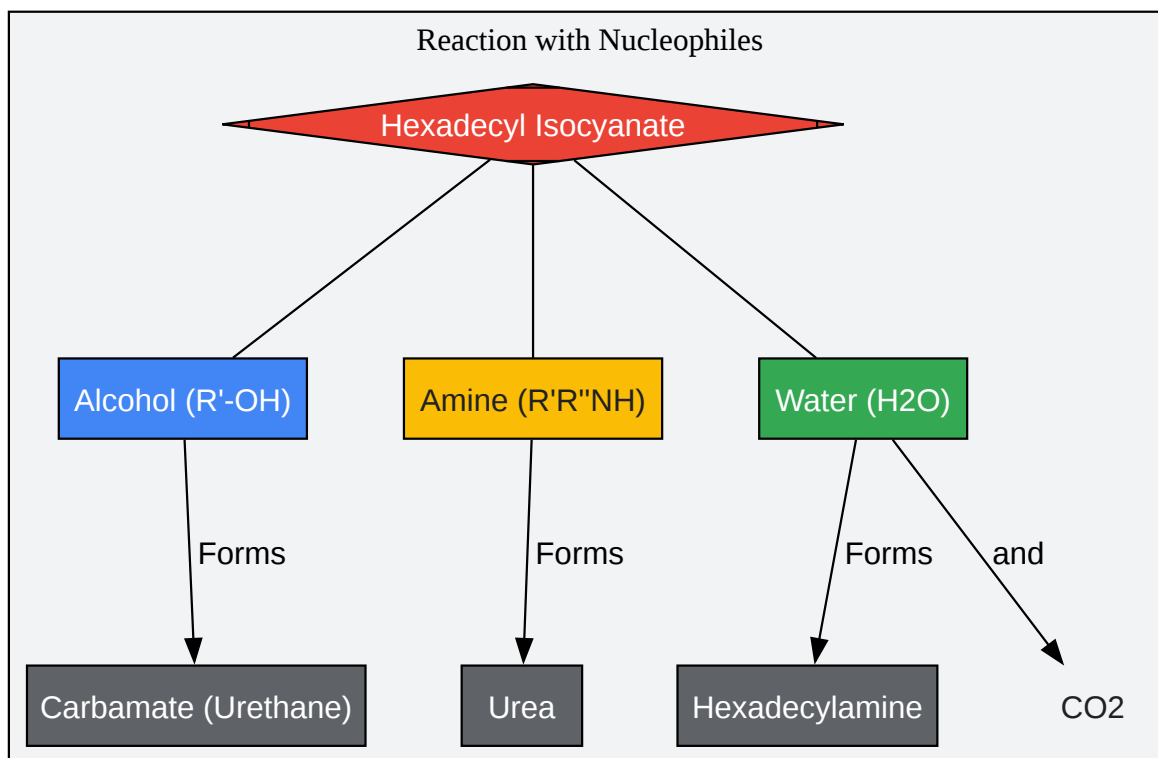 Reaction with Nucleophiles
Hexadecyl Isocyanate
Alcohol (R'-OH)
Amine (R'R"NH)
Water (H2O)
Forms
Forms
Forms
and
Carbamate (Urethane)
Urea
Hexadecylamine
CO2